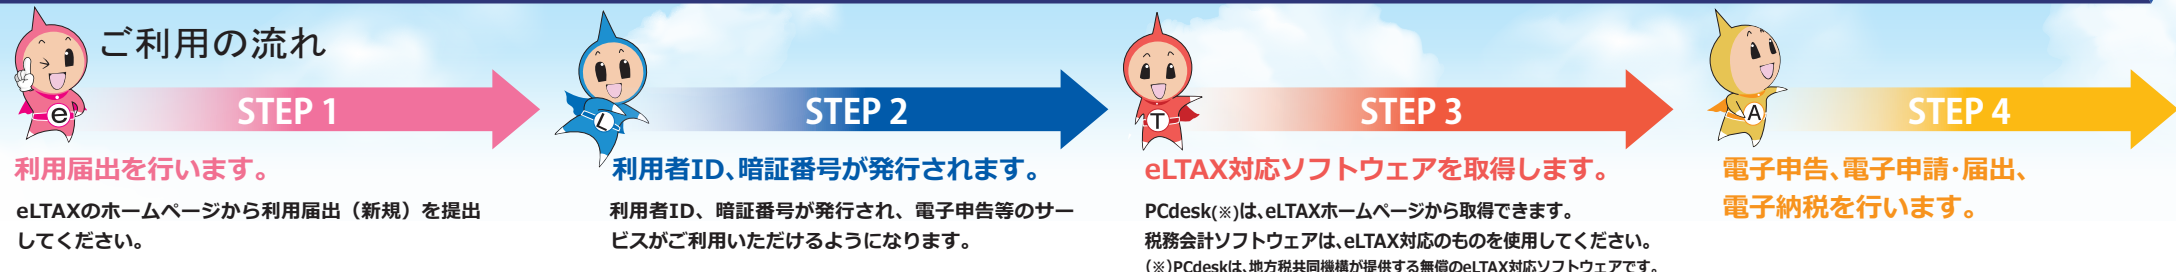 ご利用の流れ
e
STEP 1
利用届出を行います。
eLTAXのホームページから利用届出（新規）を提出
してください。
L
STEP 2
利用者ID、暗証番号が発行されます。
利用者ID、暗証番号が発行され、電子申告等のサー
ビスがご利用いただけるようになります。
T
STEP 3
eLTAX対応ソフトウェアを取得します。
PCdesk(※)は、eLTAXホームページから取得できます。
税務会計ソフトウェアは、eLTAX対応のものを使用してください。
(※)PCdeskは、地方税共同機構が提供する無償のeLTAX対応ソフトウェアです。
A
STEP 4
電子申告、電子申請・届出、
電子納税を行います。